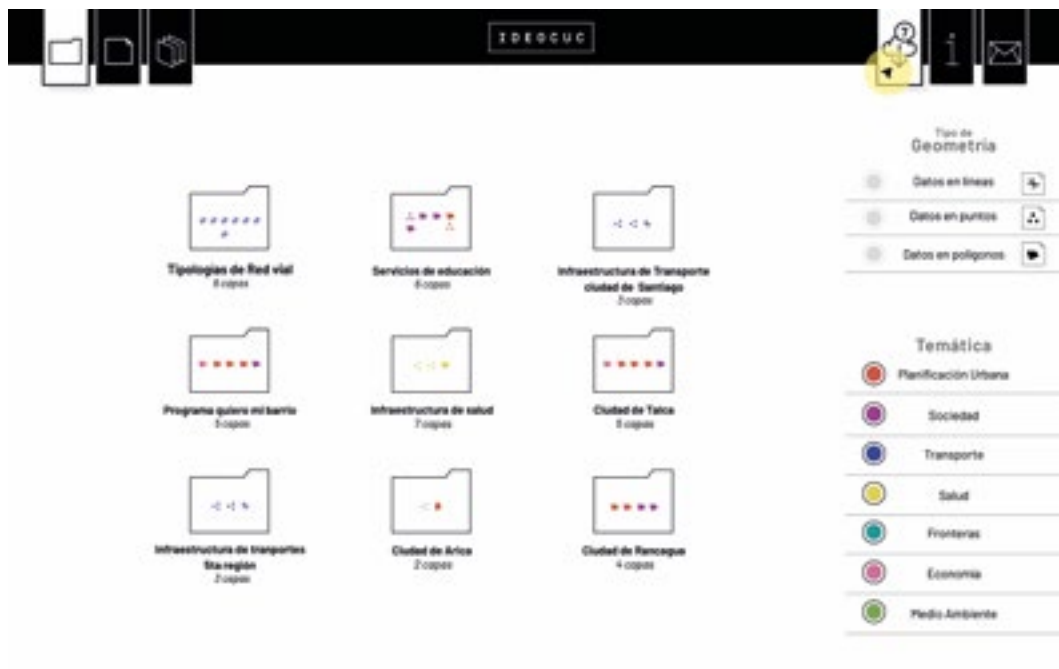 IDEOCUC
?
i
Tipo de
Geometría
Datos en líneas
Datos en puntos
Datos en polígonos
Tipologías de Red vial
6 capas
Servicios de educación
6 capas
Infraestructura de Transporte
ciudad de Santiago
3 capas
Programa quiero mi barrio
5 capas
Infraestructura de salud
7 capas
Ciudad de Talca
5 capas
Infraestructura de tranportes
5ta región
3 capas
Ciudad de Arica
2 capas
Ciudad de Rancagua
4 capas
Temática
Planificación Urbana
Sociedad
Transporte
Salud
Fronteras
Economía
Medio Ambiente